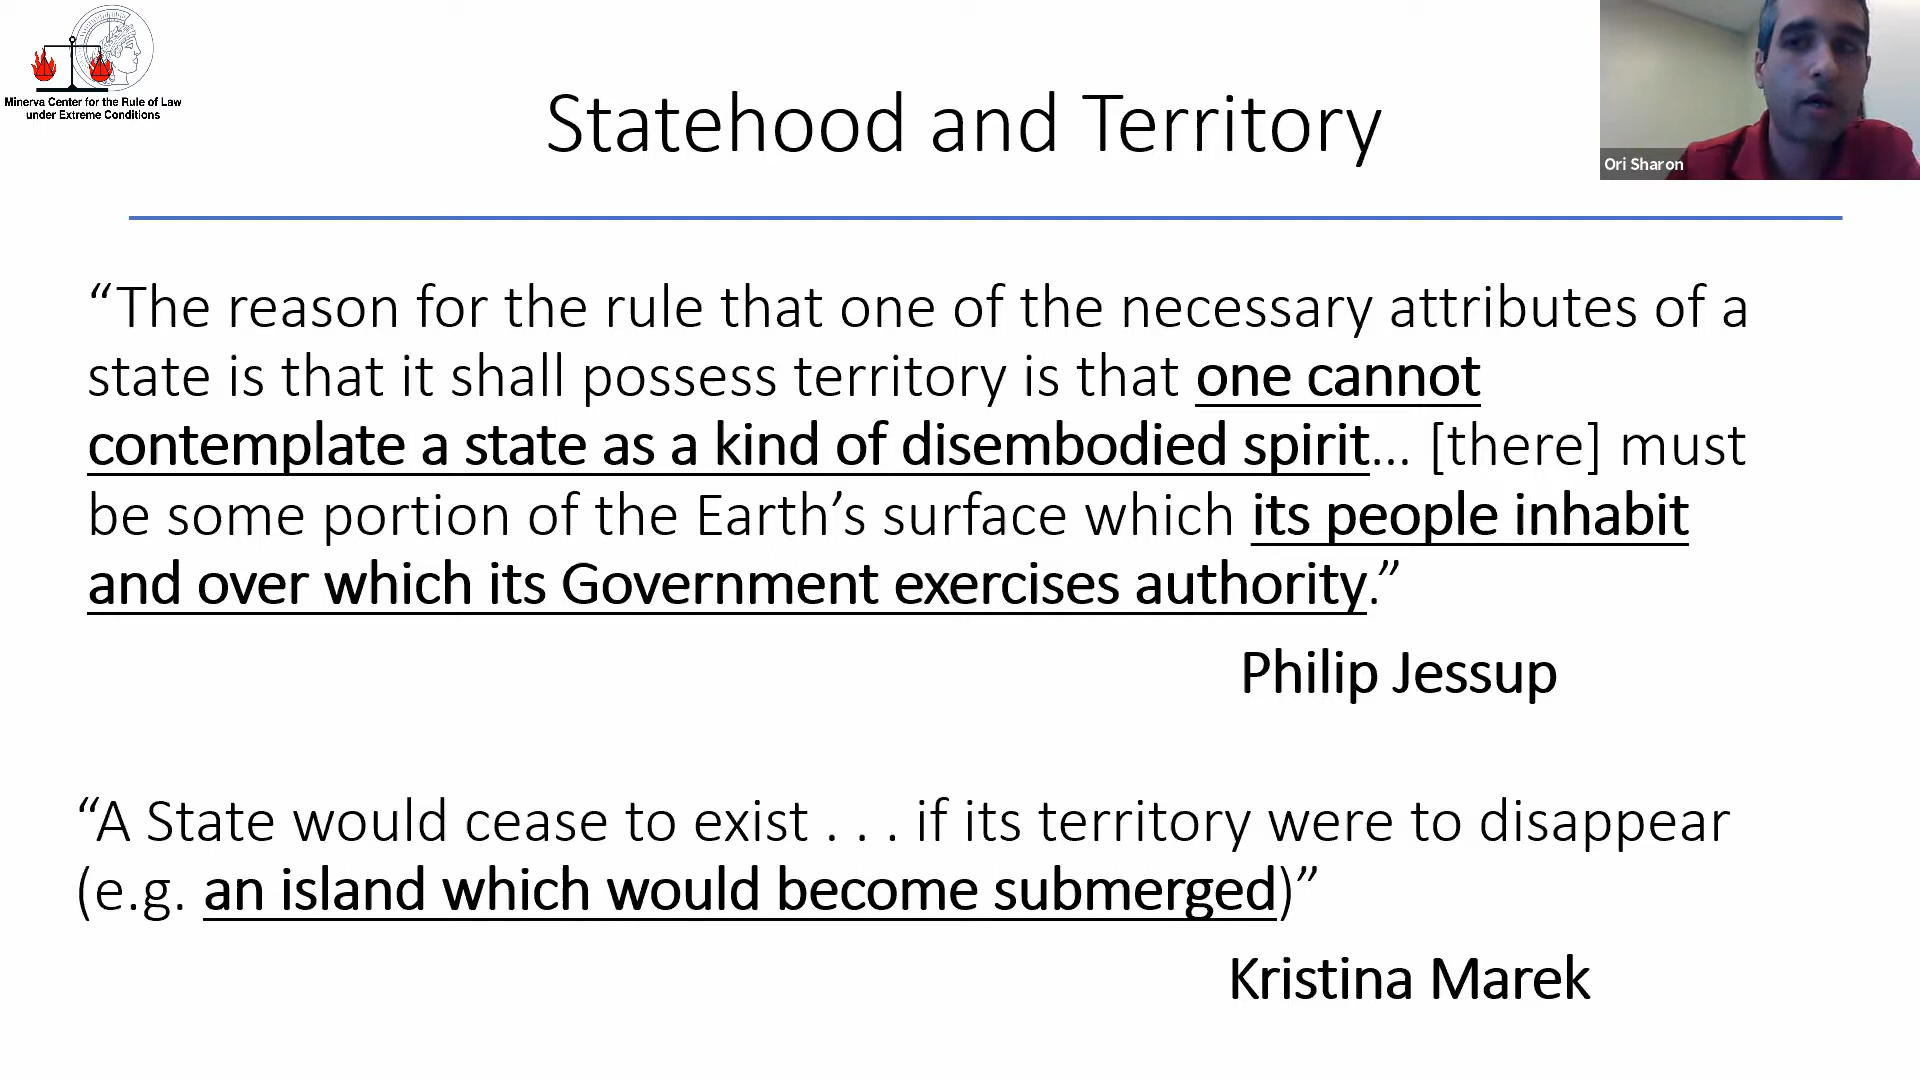 Minerva Center for the Rule of Law
under Extreme Conditions
Statehood and Territory
Ori Sharon
“The reason for the rule that one of the necessary attributes of a
state is that it shall possess territory is that one cannot
contemplate a state as a kind of disembodied spirit… [there] must
be some portion of the Earth’s surface which its people inhabit
and over which its Government exercises authority.”
Philip Jessup
“A State would cease to exist . . . if its territory were to disappear
(e.g. an island which would become submerged)”
Kristina Marek